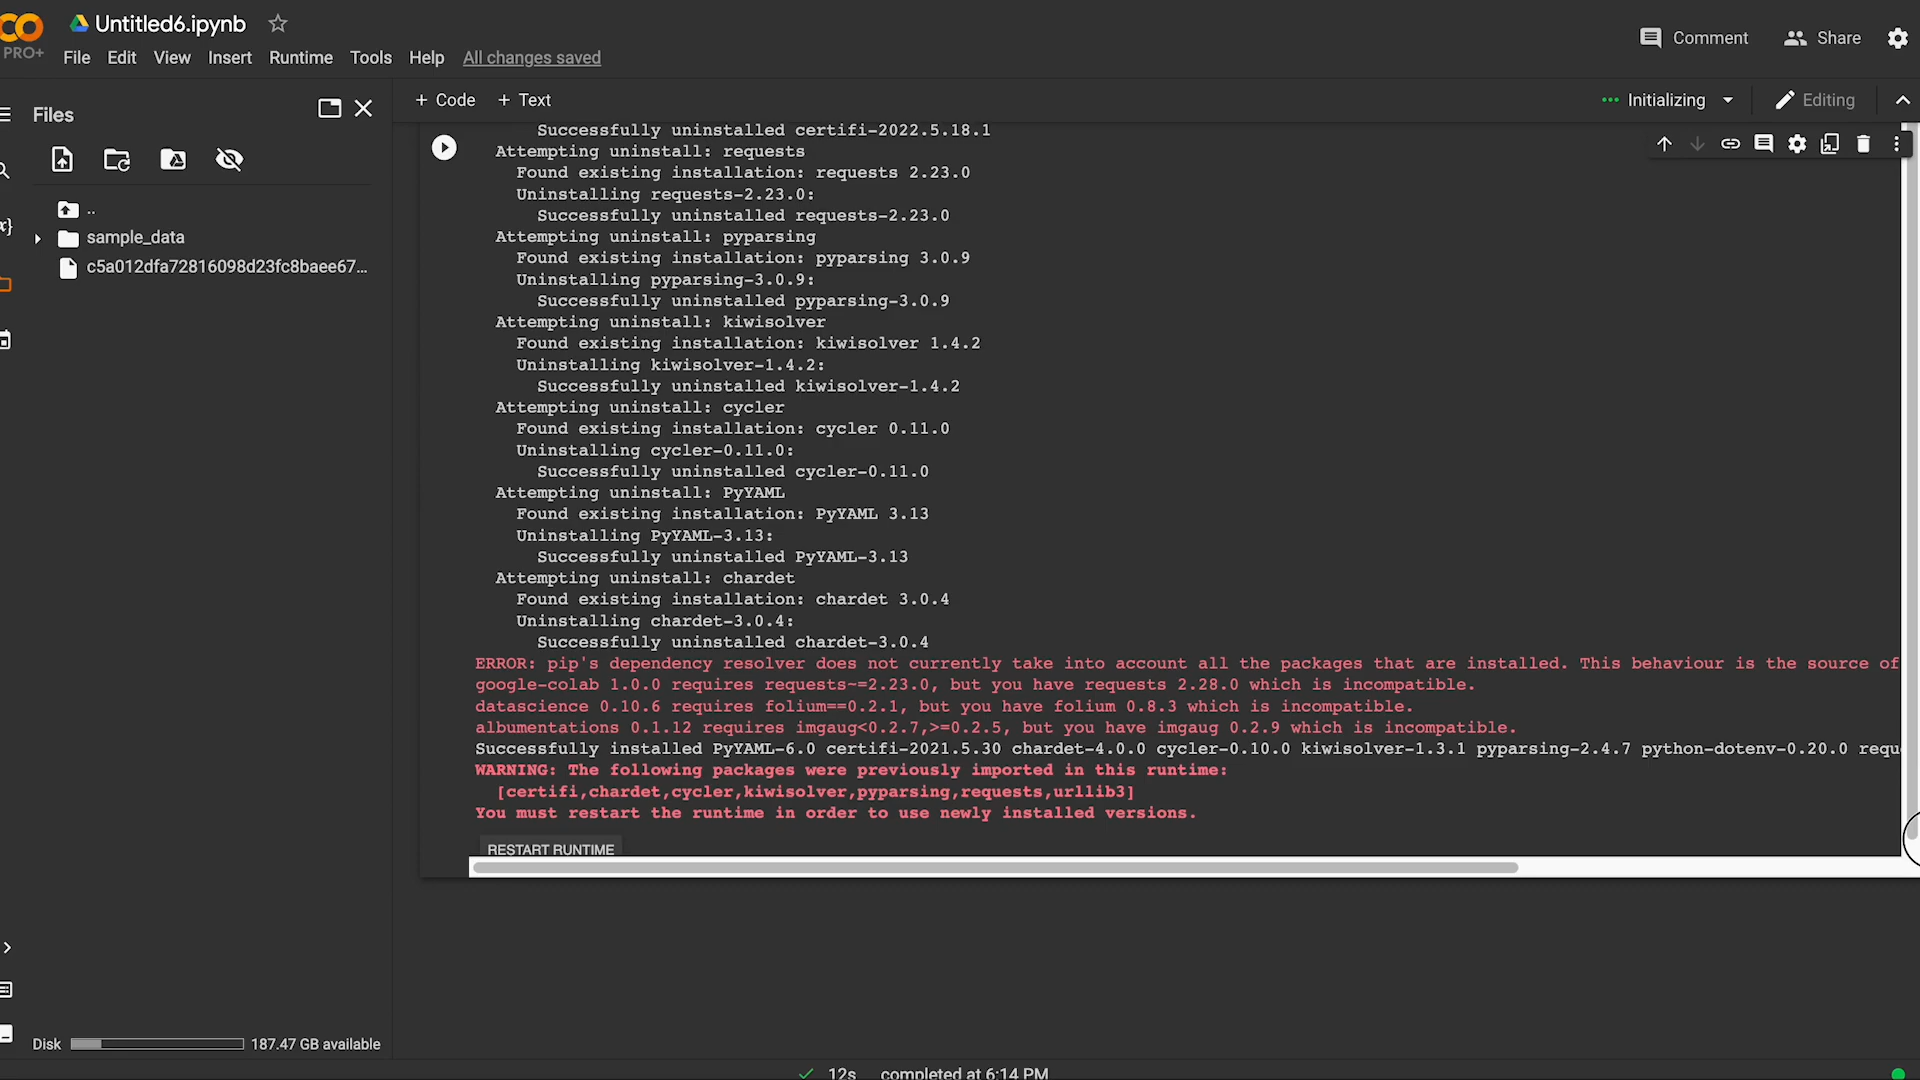 CO
PRO+
Untitled6.ipynb
File Edit View Insert Runtime Tools Help All changes saved
Comment Share
Files
+ Code + Text
Initializing
Editing
..
sample_data
c5a012dfa72816098d23fc8baee67...
Successfully uninstalled certifi-2022.5.18.1
Attempting uninstall: requests
Found existing installation: requests 2.23.0
Uninstalling requests-2.23.0:
Successfully uninstalled requests-2.23.0
Attempting uninstall: pyparsing
Found existing installation: pyparsing 3.0.9
Uninstalling pyparsing-3.0.9:
Successfully uninstalled pyparsing-3.0.9
Attempting uninstall: kiwisolver
Found existing installation: kiwisolver 1.4.2
Uninstalling kiwisolver-1.4.2:
Successfully uninstalled kiwisolver-1.4.2
Attempting uninstall: cycler
Found existing installation: cycler 0.11.0
Uninstalling cycler-0.11.0:
Successfully uninstalled cycler-0.11.0
Attempting uninstall: PyYAML
Found existing installation: PyYAML 3.13
Uninstalling PyYAML-3.13:
Successfully uninstalled PyYAML-3.13
Attempting uninstall: chardet
Found existing installation: chardet 3.0.4
Uninstalling chardet-3.0.4:
Successfully uninstalled chardet-3.0.4
ERROR: pip's dependency resolver does not currently take into account all the packages that are installed. This behaviour is the source of
google-colab 1.0.0 requires requests~=2.23.0, but you have requests 2.28.0 which is incompatible.
datascience 0.10.6 requires folium==0.2.1, but you have folium 0.8.3 which is incompatible.
albumentations 0.1.12 requires imgaug<0.2.7,>=0.2.5, but you have imgaug 0.2.9 which is incompatible.
Successfully installed PyYAML-6.0 certifi-2021.5.30 chardet-4.0.0 cycler-0.10.0 kiwisolver-1.3.1 pyparsing-2.4.7 python-dotenv-0.20.0 requ
WARNING: The following packages were previously imported in this runtime:
[certifi,chardet,cycler,kiwisolver,pyparsing,requests,urllib3]
You must restart the runtime in order to use newly installed versions.
RESTART RUNTIME
Disk 187.47 GB available
12s completed at 6:14 PM